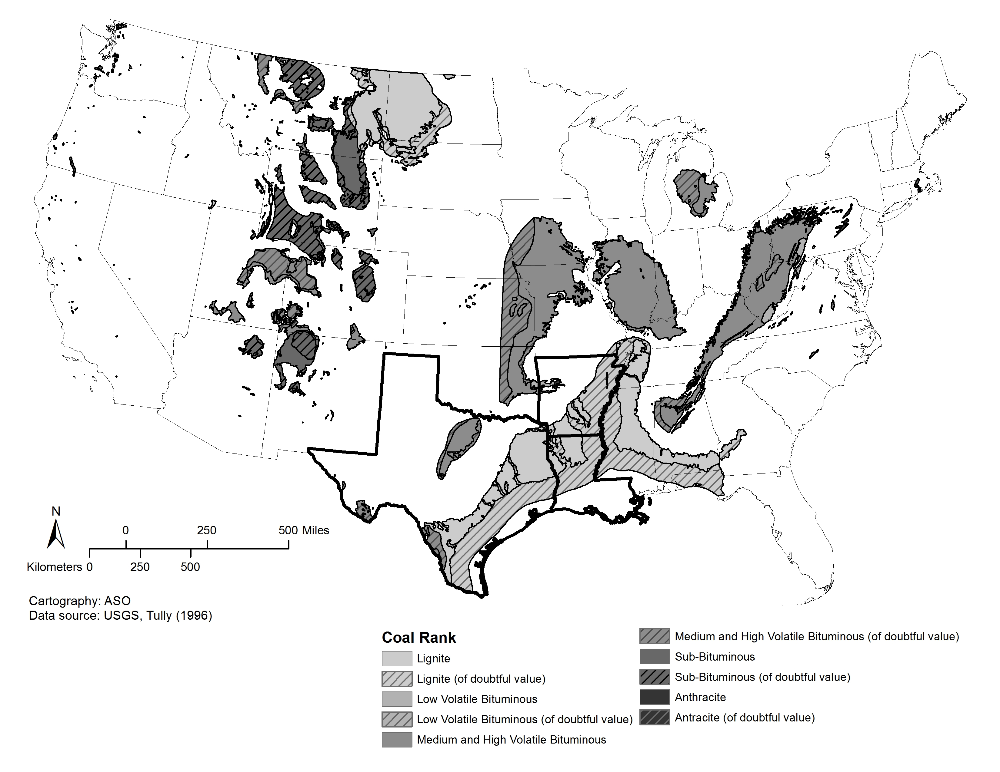 N
0 250 500 Miles
Kilometers 0 250 500
Cartography: ASO
Data source: USGS, Tully (1996)
Coal Rank
Lignite
Lignite (of doubtful value)
Low Volatile Bituminous
Low Volatile Bituminous (of doubtful value)
Medium and High Volatile Bituminous
Medium and High Volatile Bituminous (of doubtful value)
Sub-Bituminous
Sub-Bituminous (of doubtful value)
Anthracite
Antracite (of doubtful value)